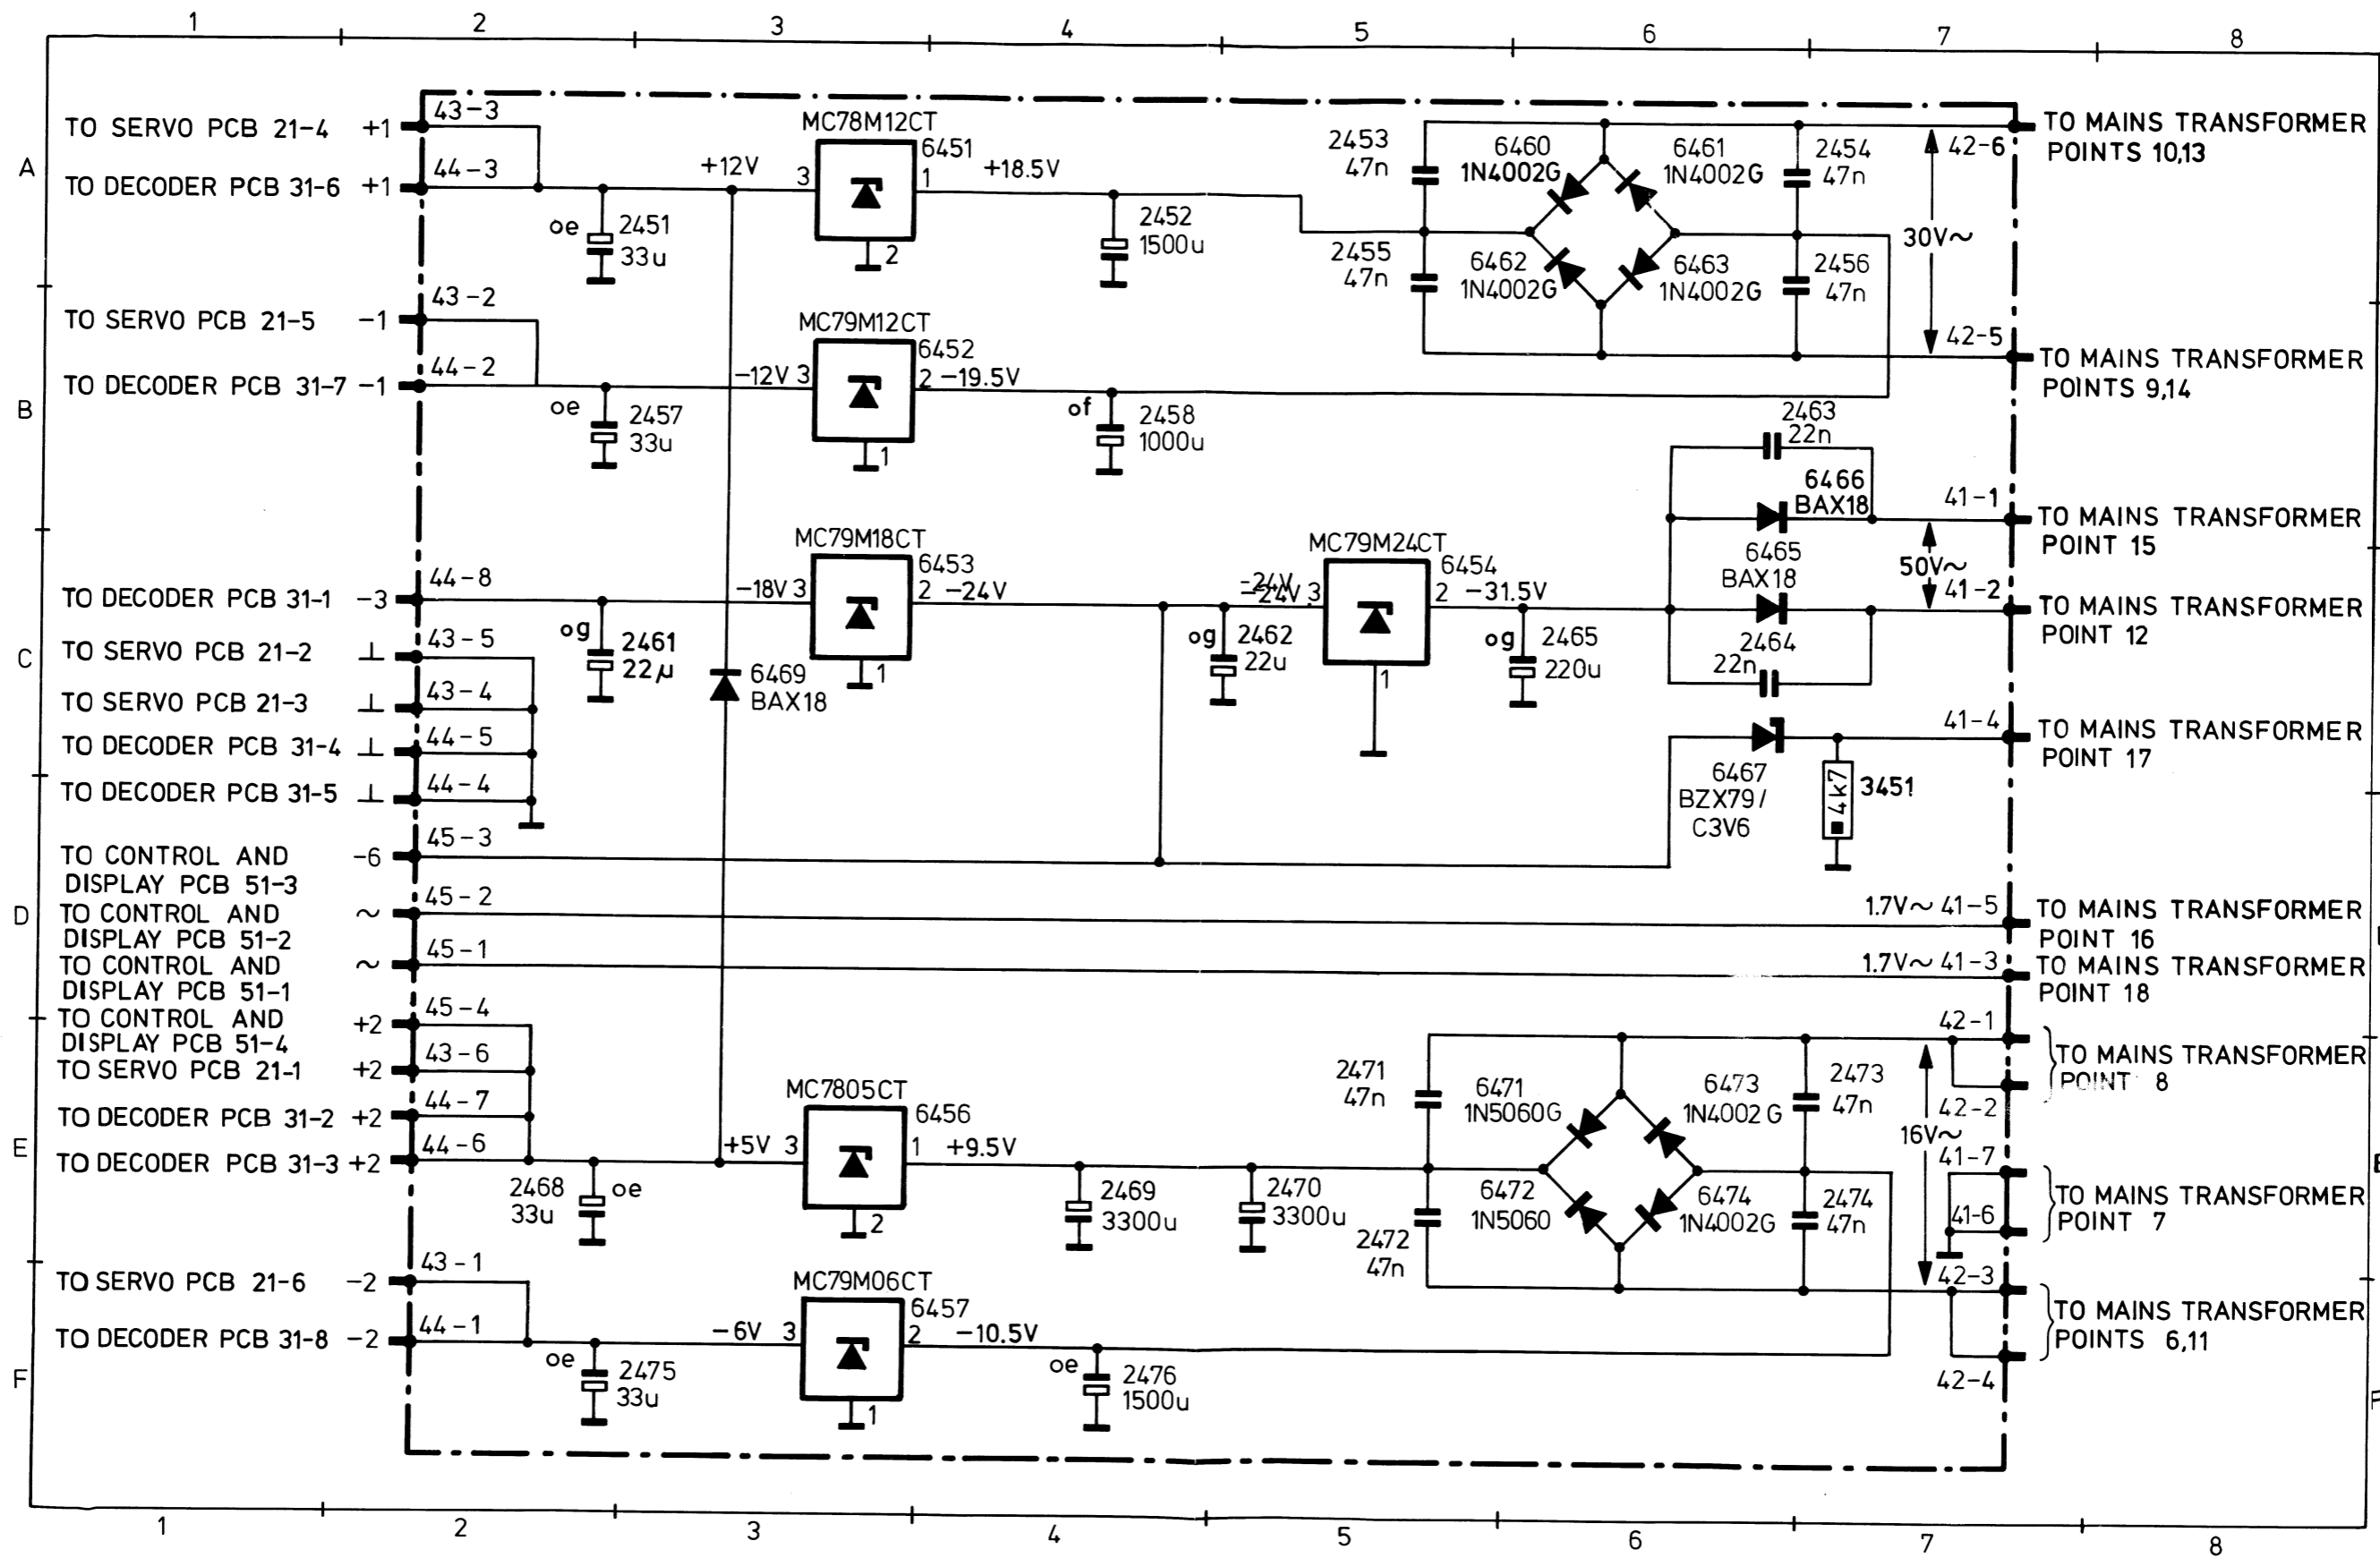 1 2 3 4 5 6 7 8
A
B
C
D
E
F
TO SERVO PCB 21-4 +1
43-3
TO DECODER PCB 31-6 +1
44-3
+12V
MC78M12CT
6451
3
1
2
+18.5V
oe
2451
33u
2452
1500u
2453
47n
2455
47n
6460
1N4002G
6461
1N4002G
6462
1N4002G
6463
1N4002G
2454
47n
2456
47n
42-6
30V~
42-5
TO MAINS TRANSFORMER
POINTS 10,13
TO MAINS TRANSFORMER
POINTS 9,14
TO SERVO PCB 21-5 -1
43-2
TO DECODER PCB 31-7 -1
44-2
-12V 3
MC79M12CT
6452
2 -19.5V
1
oe
2457
33u
of
2458
1000u
2463
22n
6466
BAX18
41-1
TO MAINS TRANSFORMER
POINT 15
50V~
6465
BAX18
41-2
TO MAINS TRANSFORMER
POINT 12
2464
22n
TO DECODER PCB 31-1 -3
44-8
-18V 3
MC79M18CT
6453
2 -24V
1
og
2461
22µ
-24V
-24V 3
MC79M24CT
6454
2 -31.5V
1
og
2462
22u
og
2465
220u
TO SERVO PCB 21-2 ⊥
43-5
TO SERVO PCB 21-3 ⊥
43-4
TO DECODER PCB 31-4 ⊥
44-5
TO DECODER PCB 31-5 ⊥
44-4
6469
BAX18
6467
BZX79/
C3V6
4k7
3451
41-4
TO MAINS TRANSFORMER
POINT 17
TO CONTROL AND
DISPLAY PCB 51-3
-6
45-3
TO CONTROL AND
DISPLAY PCB 51-2
~
45-2
1.7V~ 41-5
TO MAINS TRANSFORMER
POINT 16
TO CONTROL AND
DISPLAY PCB 51-1
~
45-1
1.7V~ 41-3
TO MAINS TRANSFORMER
POINT 18
TO CONTROL AND
DISPLAY PCB 51-4
+2
45-4
TO SERVO PCB 21-1 +2
43-6
TO DECODER PCB 31-2 +2
44-7
TO DECODER PCB 31-3 +2
44-6
+5V 3
MC7805CT
6456
1 +9.5V
2
2468
33u
oe
2469
3300u
2470
3300u
2471
47n
2472
47n
6471
1N5060G
6473
1N4002G
6472
1N5060
6474
1N4002G
2473
47n
2474
47n
42-1
42-2
TO MAINS TRANSFORMER
POINT 8
16V~
41-7
41-6
TO MAINS TRANSFORMER
POINT 7
42-3
42-4
TO MAINS TRANSFORMER
POINTS 6,11
TO SERVO PCB 21-6 -2
43-1
TO DECODER PCB 31-8 -2
44-1
-6V 3
MC79M06CT
6457
2 -10.5V
1
oe
2475
33u
oe
2476
1500u
1 2 3 4 5 6 7 8